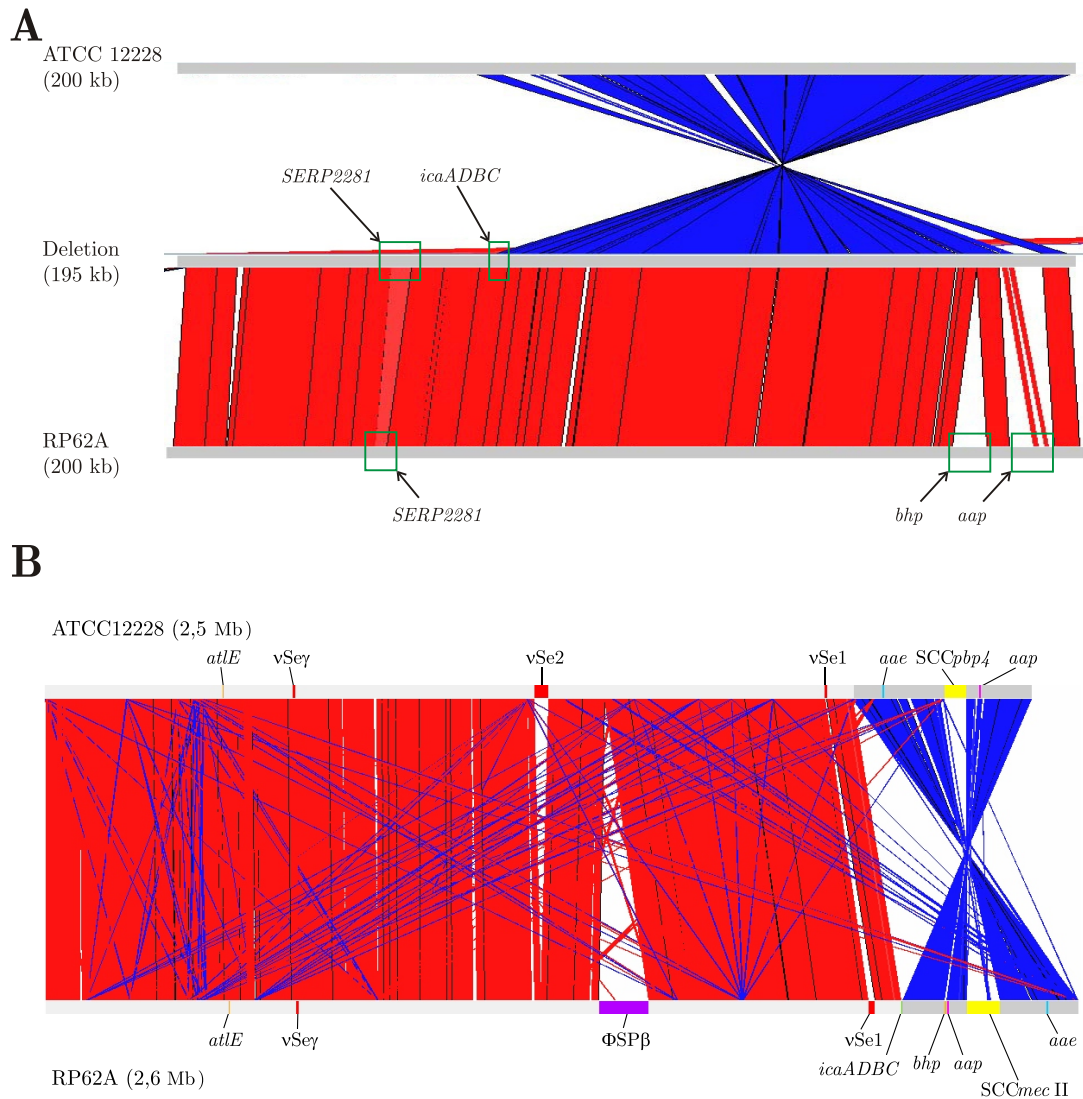 A
ATCC 12228
(200 kb)
SERP2281
icaADBC
Deletion
(195 kb)
RP62A
(200 kb)
SERP2281
bhp
aap
B
ATCC12228 (2,5 Mb)
atlE
νSeγ
νSe2
νSe1
aae
SCCpbp4
aap
atlE
νSeγ
ΦSPβ
νSe1
icaADBC
bhp
aap
SCCmec II
aae
RP62A (2,6 Mb)